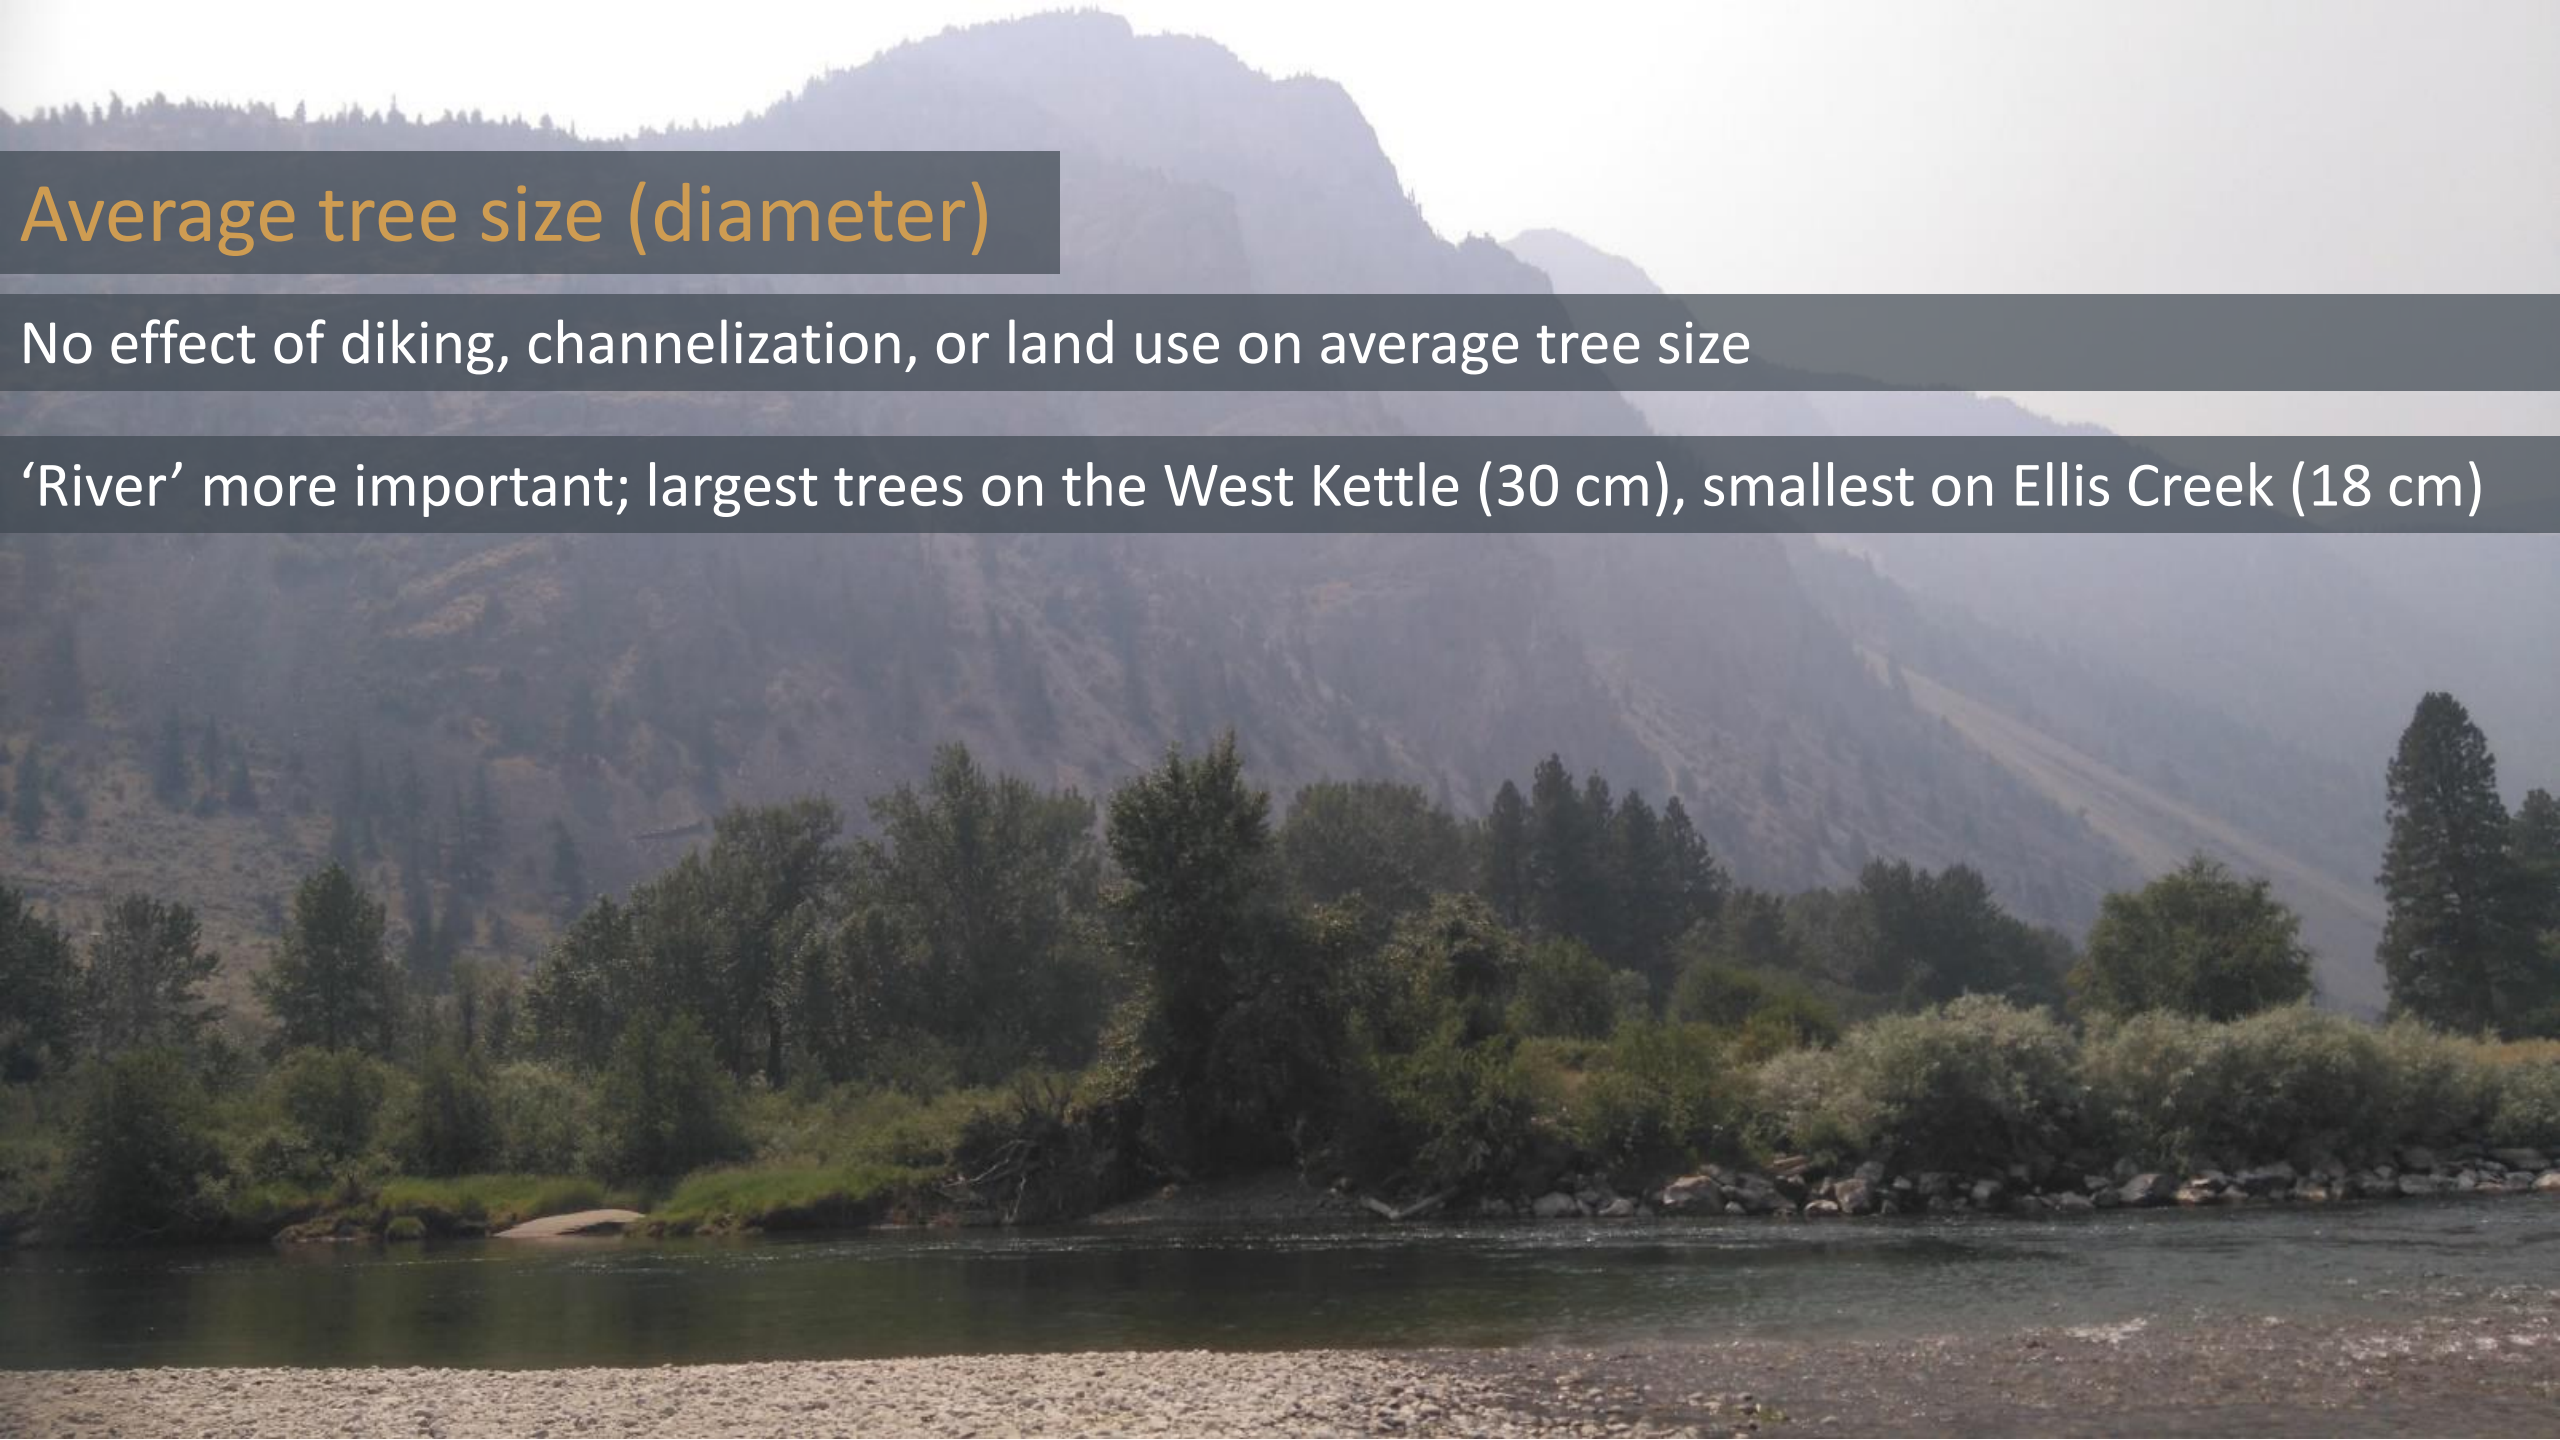 Average tree size (diameter)
No effect of diking, channelization, or land use on average tree size
‘River’ more important; largest trees on the West Kettle (30 cm), smallest on Ellis Creek (18 cm)